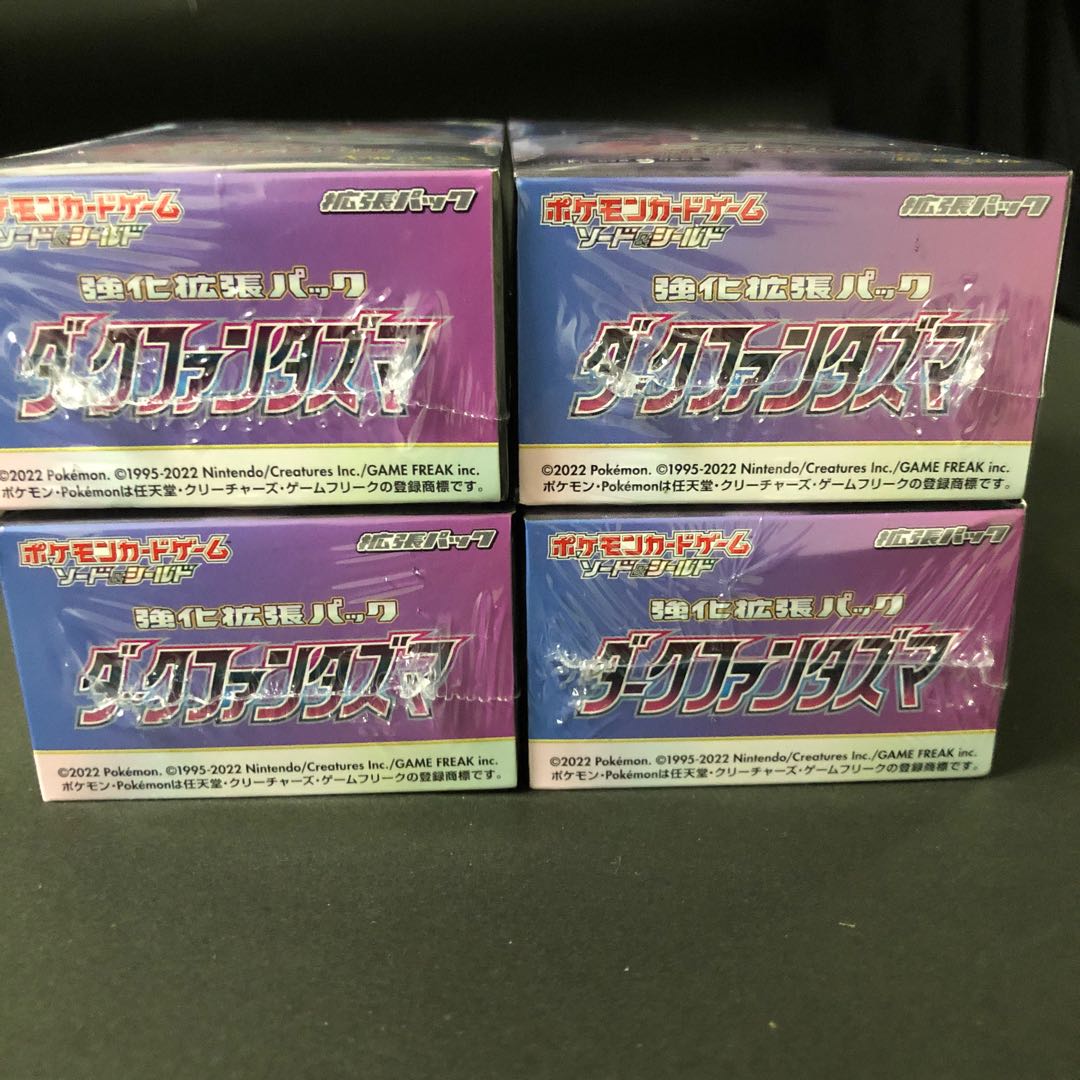 ポケモンカードゲーム
ソード&シールド
拡張パック
強化拡張パック
ダークファンタズマ
©2022 Pokémon. ©1995-2022 Nintendo/Creatures Inc./GAME FREAK inc.
ポケモン・Pokémonは任天堂・クリーチャーズ・ゲームフリークの登録商標です。
ポケモンカードゲーム
ソード&シールド
拡張パック
強化拡張パック
ダークファンタズマ
©2022 Pokémon. ©1995-2022 Nintendo/Creatures Inc./GAME FREAK inc.
ポケモン・Pokémonは任天堂・クリーチャーズ・ゲームフリークの登録商標です。
ポケモンカードゲーム
ソード&シールド
拡張パック
強化拡張パック
ダークファンタズマ
©2022 Pokémon. ©1995-2022 Nintendo/Creatures Inc./GAME FREAK inc.
ポケモン・Pokémonは任天堂・クリーチャーズ・ゲームフリークの登録商標です。
ポケモンカードゲーム
ソード&シールド
拡張パック
強化拡張パック
ダークファンタズマ
©2022 Pokémon. ©1995-2022 Nintendo/Creatures Inc./GAME FREAK inc.
ポケモン・Pokémonは任天堂・クリーチャーズ・ゲームフリークの登録商標です。